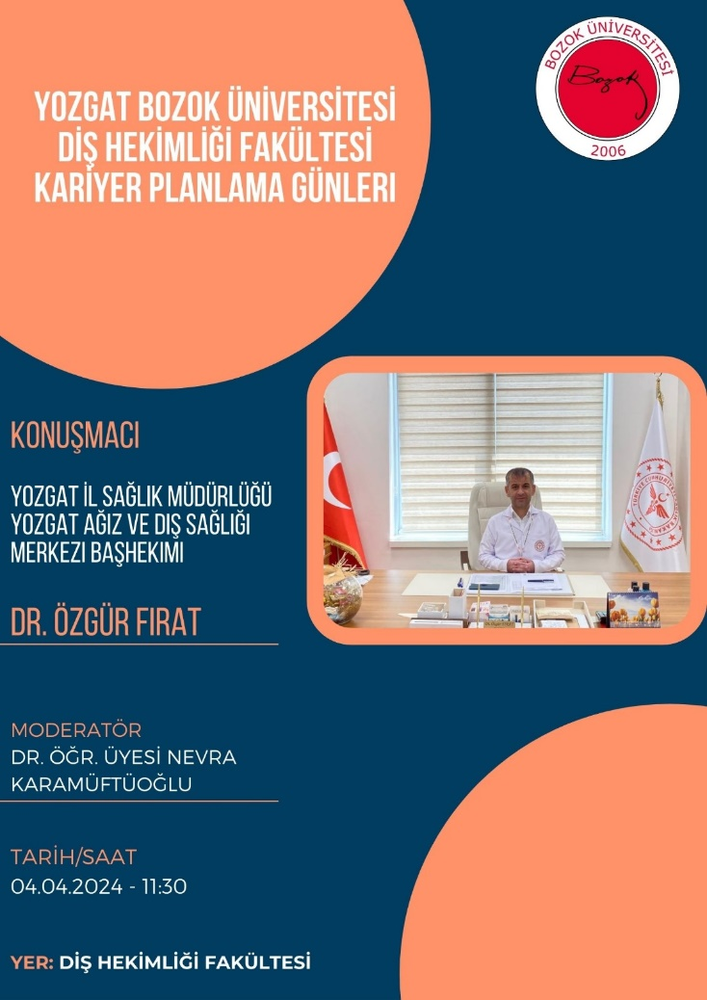 YOZGAT BOZOK ÜNİVERSİTESİ
DİŞ HEKİMLİĞİ FAKÜLTESİ
KARİYER PLANLAMA GÜNLERI
BOZOK ÜNİVERSİTESİ
Bozok
2006
KONUŞMACI
YOZGAT İL SAĞLIK MÜDÜRLÜĞÜ
YOZGAT AĞIZ VE DIŞ SAĞLIĞI
MERKEZI BAŞHEKIMI
DR. ÖZGÜR FIRAT
MODERATÖR
DR. ÖĞR. ÜYESİ NEVRA
KARAMÜFTÜOĞLU
TARİH/SAAT
04.04.2024 - 11:30
YER: DİŞ HEKİMLİĞİ FAKÜLTESİ